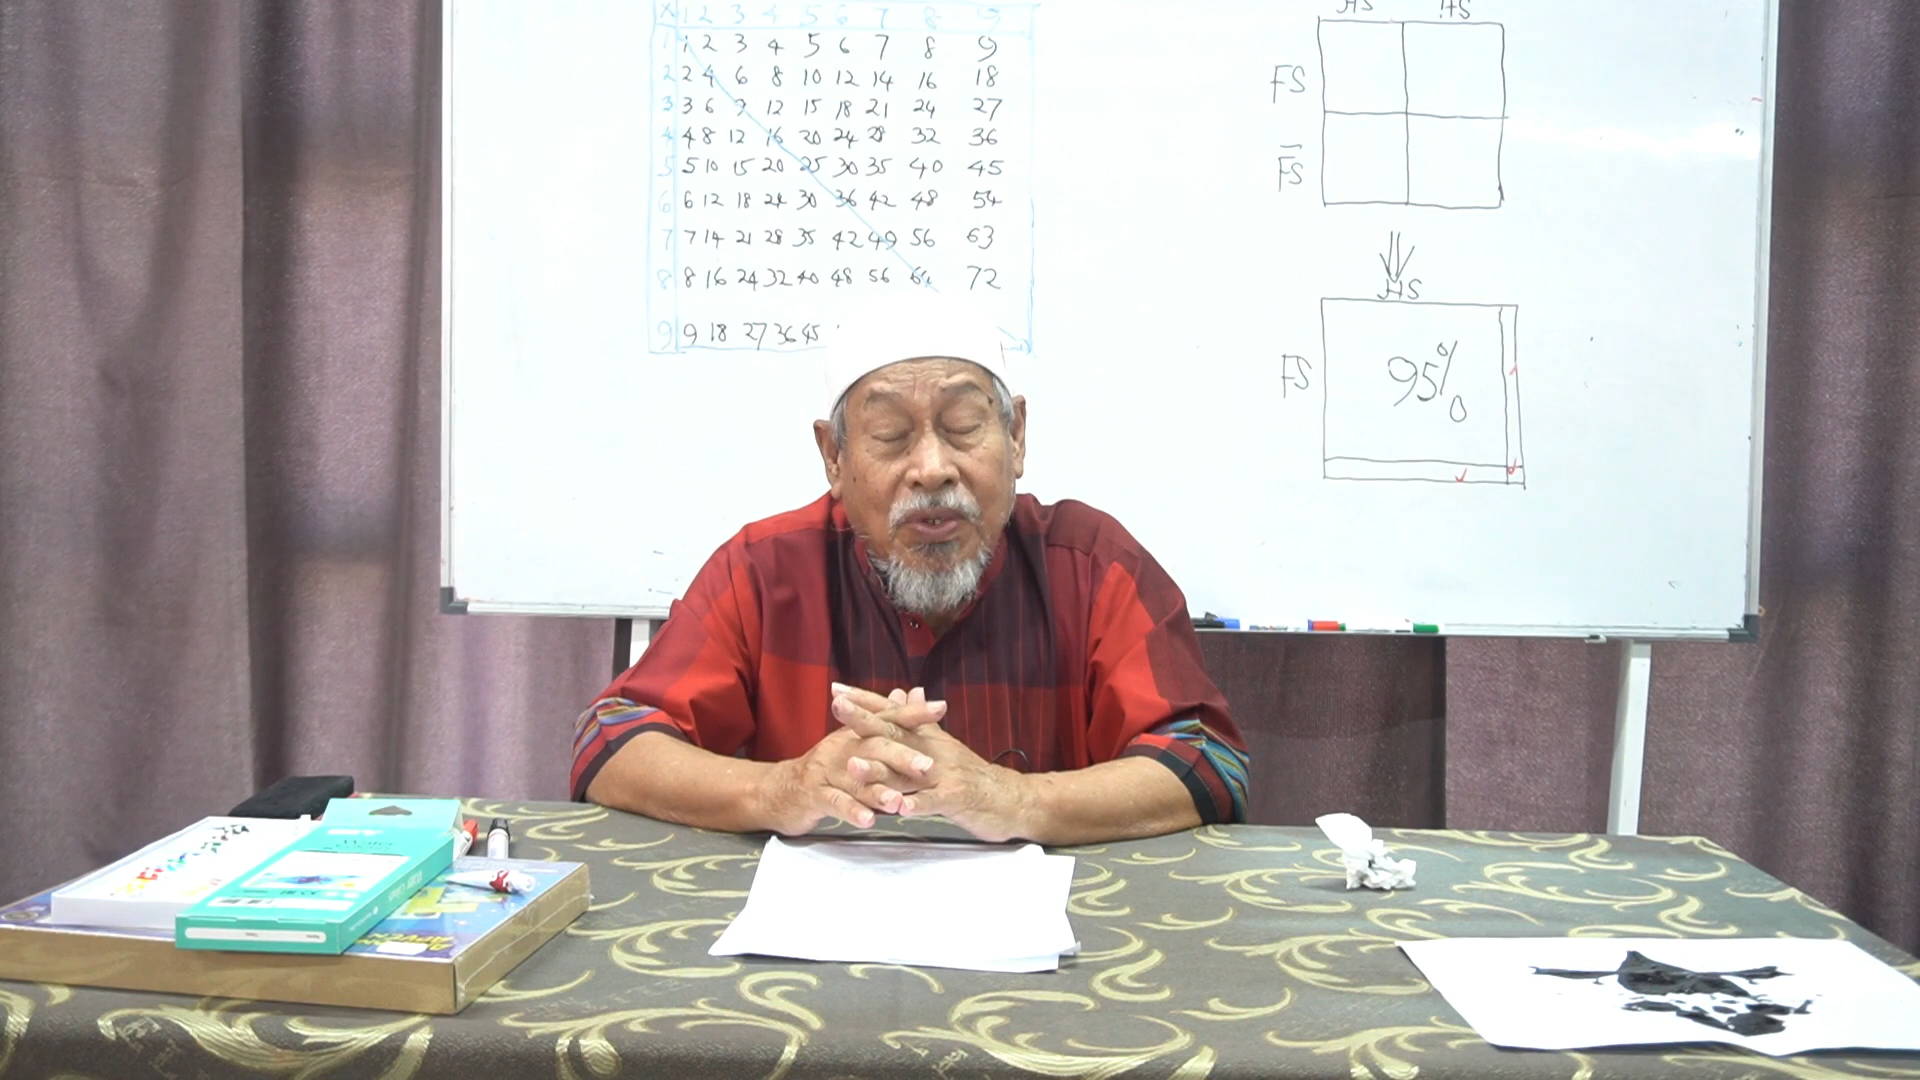 X 1 2 3 4 5 6 7 8 9
1 1 2 3 4 5 6 7 8 9
2 2 4 6 8 10 12 14 16 18
3 3 6 9 12 15 18 21 24 27
4 4 8 12 16 20 24 28 32 36
5 5 10 15 20 25 30 35 40 45
6 6 12 18 24 30 36 42 48 54
7 7 14 21 28 35 42 49 56 63
8 8 16 24 32 40 48 56 64 72
9 9 18 27 36 45
HS HS
FS
F̅S̅
HS
FS
95%
Water